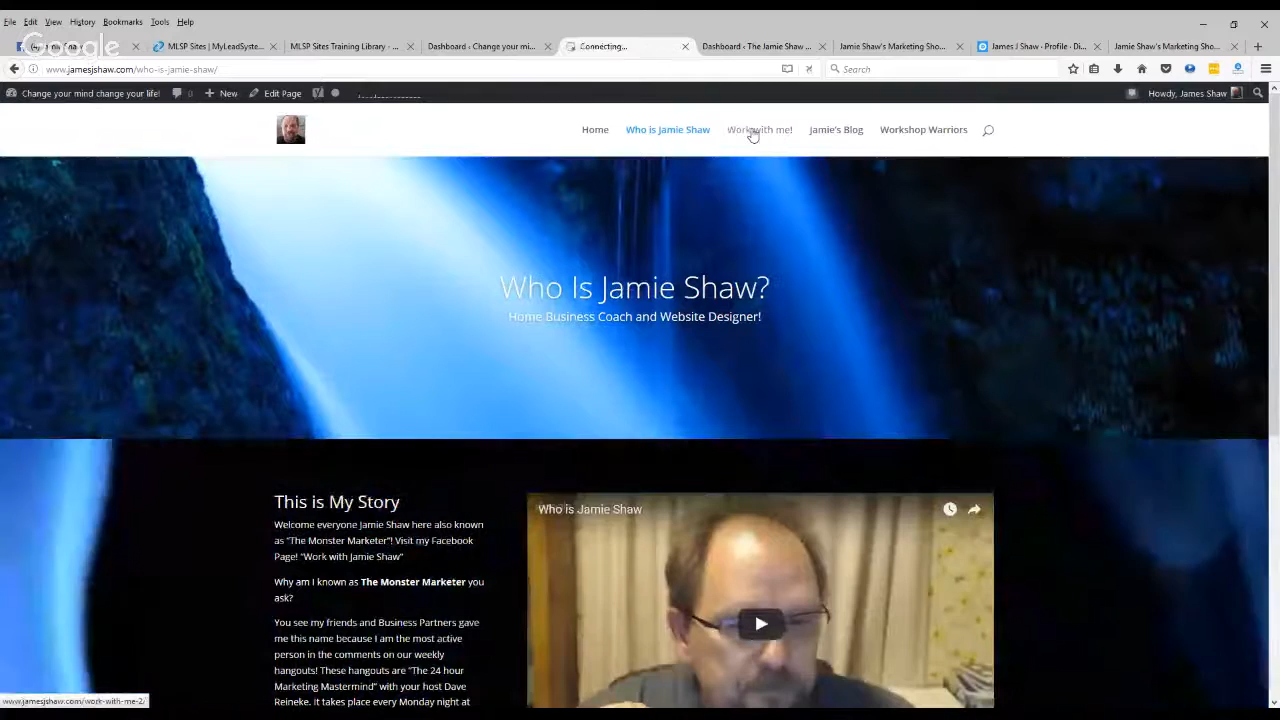 File Edit View History Bookmarks Tools Help
Google
MLSP Sites | MyLeadSyste...
MLSP Sites Training Library - ...
Dashboard ‹ Change your mi...
Connecting...
Dashboard ‹ The Jamie Shaw ...
Jamie Shaw's Marketing Sho...
James J Shaw - Profile - Di...
Jamie Shaw's Marketing Sho...
www.jamesjshaw.com/who-is-jamie-shaw/
Search
Change your mind change your life! 0 New Edit Page
Howdy, James Shaw
Home Who is Jamie Shaw Work with me! Jamie's Blog Workshop Warriors
Who Is Jamie Shaw?
Home Business Coach and Website Designer!
This is My Story
Welcome everyone Jamie Shaw here also known
as “The Monster Marketer”! Visit my Facebook
Page! “Work with Jamie Shaw”
Why am I known as The Monster Marketer you
ask?
You see my friends and Business Partners gave
me this name because I am the most active
person in the comments on our weekly
hangouts! These hangouts are “The 24 hour
Marketing Mastermind” with your host Dave
Reineke. It takes place every Monday night at
Who is Jamie Shaw
www.jamesjshaw.com/work-with-me-2/